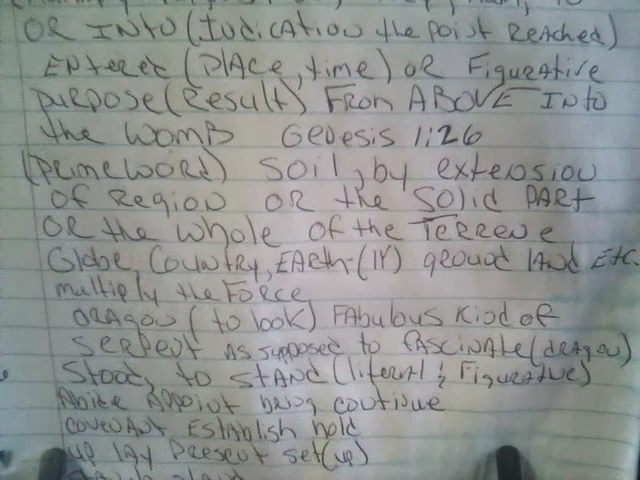 OR INTO (INDICATION the point REACHED)
ENteReD (PLACE, time) OR FiguRAtive
puRpose (Result) FROM ABOVE INto
the WOMB GeNesis 1:26
(pRime WORD) SOiL, by exteNsioN
OF RegioN OR the SOLiD PARt
OR the whole OF the TeRReNe
Globe, CouNtRy, EARth-(IN) gRouND LAND Etc.
multiply the FoRce
DRAgoN (to look) FAbulous KiND OF
seRpeNt As supposed to fAsciNAte (dRAgoN)
Stood, to StAND (liteRAl & FiguRAtive)
Abide AppoiNt bRiNg coNtiNue
coveNANt EstAblish hold
up lAy PReseNt set (up)